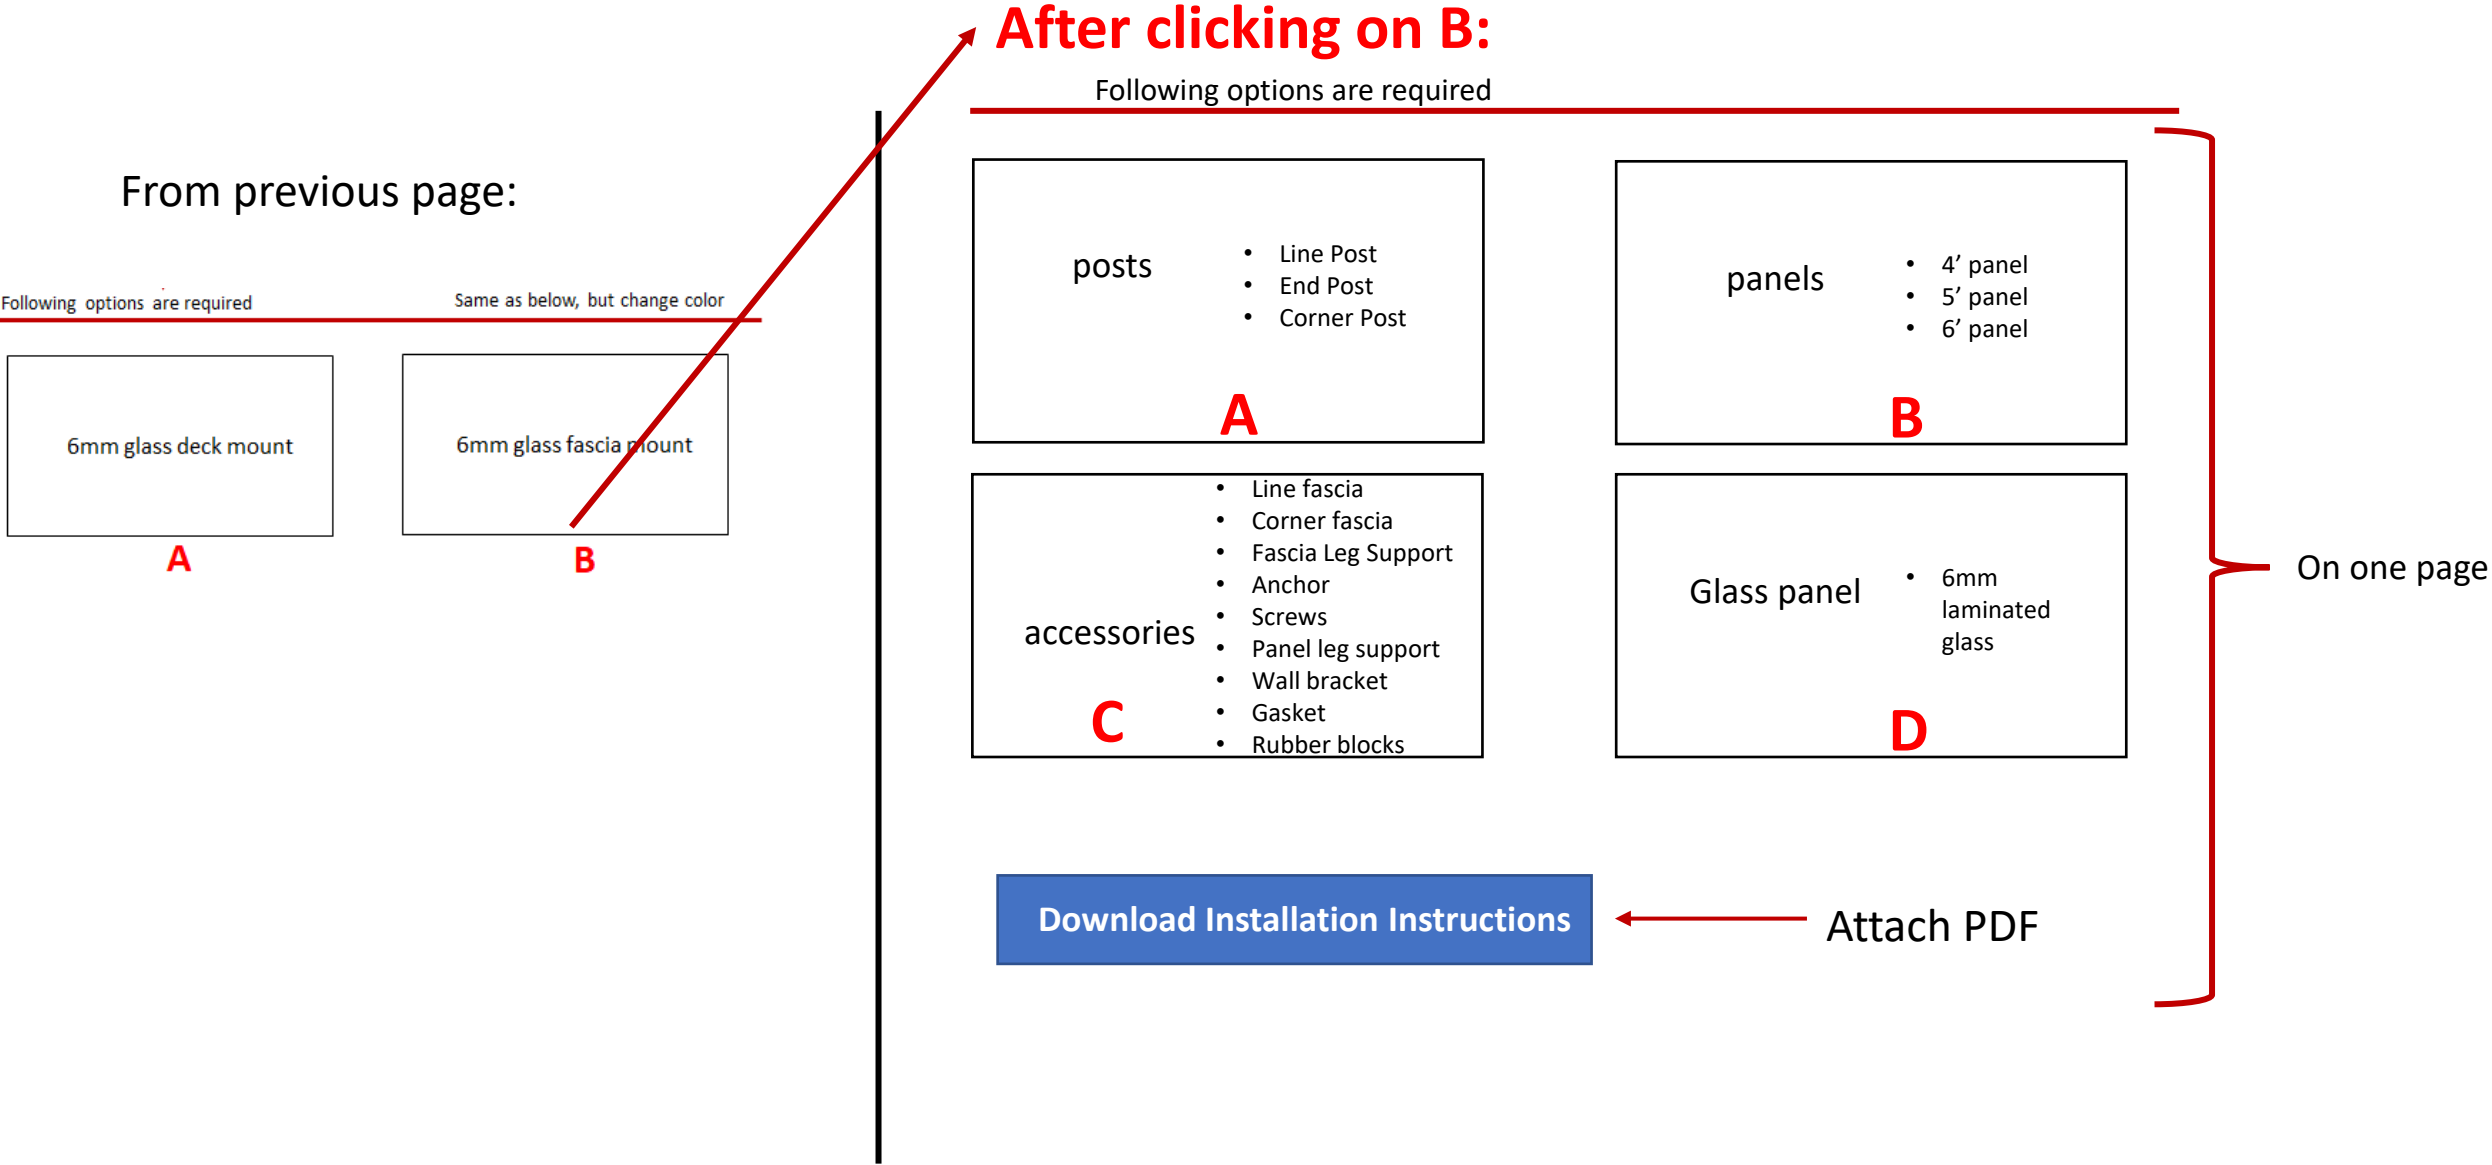 After clicking on B:
Following options are required
From previous page:
Following options are required
Same as below, but change color
6mm glass deck mount
A
6mm glass fascia mount
B
posts
• Line Post
• End Post
• Corner Post
A
panels
• 4’ panel
• 5’ panel
• 6’ panel
B
accessories
• Line fascia
• Corner fascia
• Fascia Leg Support
• Anchor
• Screws
• Panel leg support
• Wall bracket
• Gasket
• Rubber blocks
C
Glass panel
• 6mm
laminated
glass
D
On one page
Download Installation Instructions
Attach PDF